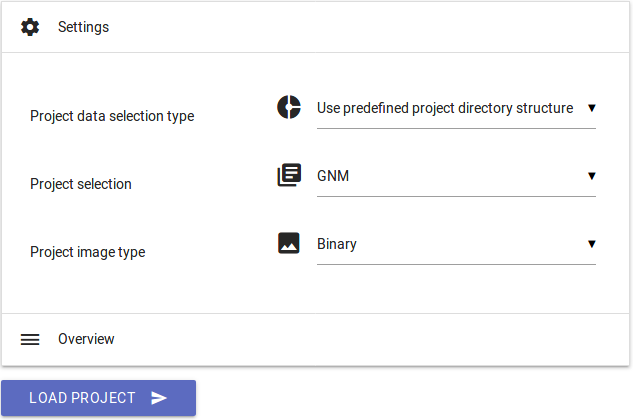 Settings
Project data selection type
Use predefined project directory structure
Project selection
GNM
Project image type
Binary
Overview
LOAD PROJECT